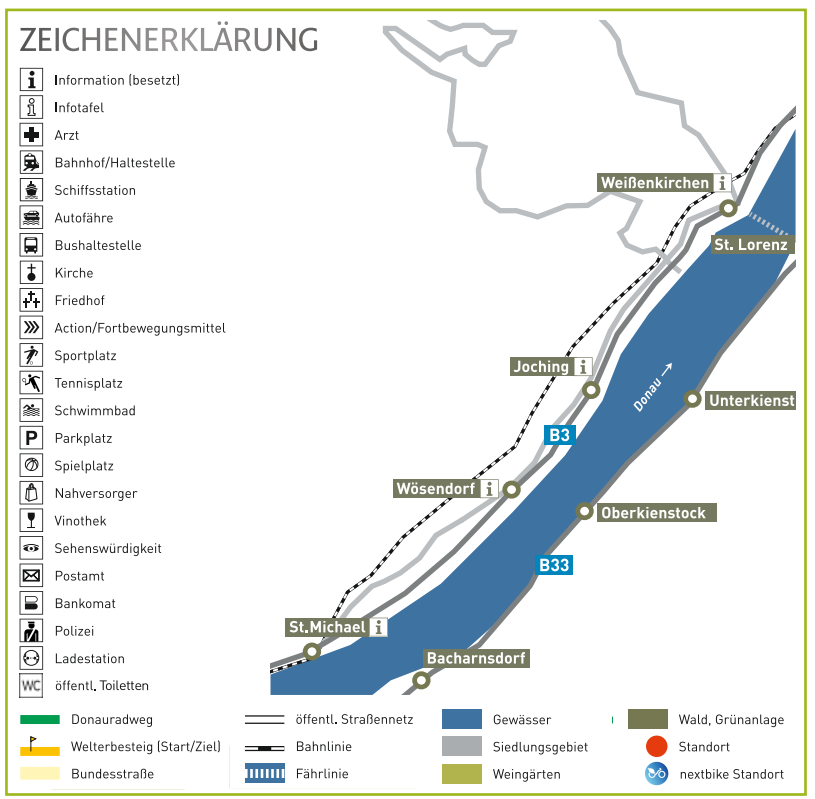 ZEICHENERKLÄRUNG
Information (besetzt)
Infotafel
Arzt
Bahnhof/Haltestelle
Schiffsstation
Autofähre
Bushaltestelle
Kirche
Friedhof
Action/Fortbewegungsmittel
Sportplatz
Tennisplatz
Schwimmbad
P Parkplatz
Spielplatz
Nahversorger
Vinothek
Sehenswürdigkeit
Postamt
Bankomat
Polizei
Ladestation
WC öffentl. Toiletten
Weißenkirchen i
St. Lorenz
Joching i
Donau →
Unterkienst
B3
Wösendorf i
Oberkienstock
B33
St.Michael i
Bacharnsdorf
Donauradweg
Welterbesteig (Start/Ziel)
Bundesstraße
öffentl. Straßennetz
Bahnlinie
Fährlinie
Gewässer
Siedlungsgebiet
Weingärten
Wald, Grünanlage
Standort
nextbike Standort